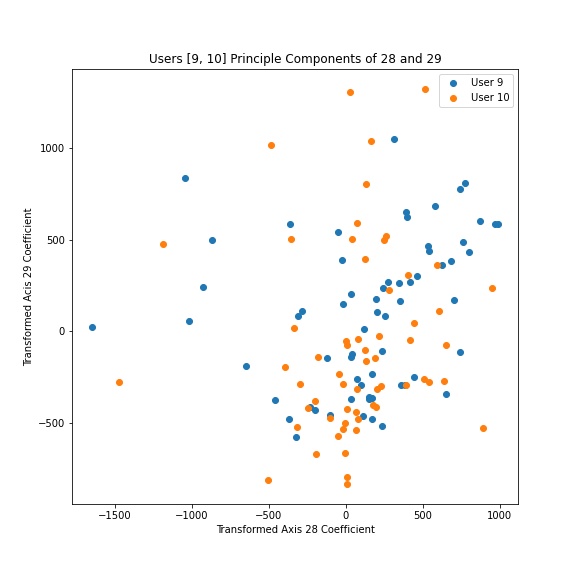 Users [9, 10] Principle Components of 28 and 29
User 9
User 10
Transformed Acis 29 Coefficient
1000
500
0
−500
−1500
−1000
−500
0
500
1000
Transformed Axis 28 Coefficient